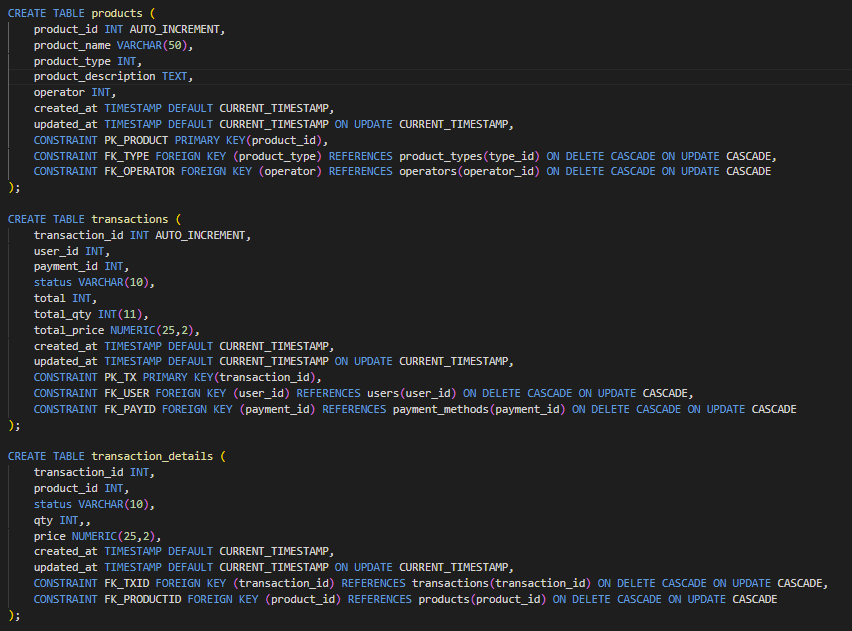 CREATE TABLE products (
    product_id INT AUTO_INCREMENT,
    product_name VARCHAR(50),
    product_type INT,
    product_description TEXT,
    operator INT,
    created_at TIMESTAMP DEFAULT CURRENT_TIMESTAMP,
    updated_at TIMESTAMP DEFAULT CURRENT_TIMESTAMP ON UPDATE CURRENT_TIMESTAMP,
    CONSTRAINT PK_PRODUCT PRIMARY KEY(product_id),
    CONSTRAINT FK_TYPE FOREIGN KEY (product_type) REFERENCES product_types(type_id) ON DELETE CASCADE ON UPDATE CASCADE,
    CONSTRAINT FK_OPERATOR FOREIGN KEY (operator) REFERENCES operators(operator_id) ON DELETE CASCADE ON UPDATE CASCADE
);

CREATE TABLE transactions (
    transaction_id INT AUTO_INCREMENT,
    user_id INT,
    payment_id INT,
    status VARCHAR(10),
    total INT,
    total_qty INT(11),
    total_price NUMERIC(25,2),
    created_at TIMESTAMP DEFAULT CURRENT_TIMESTAMP,
    updated_at TIMESTAMP DEFAULT CURRENT_TIMESTAMP ON UPDATE CURRENT_TIMESTAMP,
    CONSTRAINT PK_TX PRIMARY KEY(transaction_id),
    CONSTRAINT FK_USER FOREIGN KEY (user_id) REFERENCES users(user_id) ON DELETE CASCADE ON UPDATE CASCADE,
    CONSTRAINT FK_PAYID FOREIGN KEY (payment_id) REFERENCES payment_methods(payment_id) ON DELETE CASCADE ON UPDATE CASCADE
);

CREATE TABLE transaction_details (
    transaction_id INT,
    product_id INT,
    status VARCHAR(10),
    qty INT,,
    price NUMERIC(25,2),
    created_at TIMESTAMP DEFAULT CURRENT_TIMESTAMP,
    updated_at TIMESTAMP DEFAULT CURRENT_TIMESTAMP ON UPDATE CURRENT_TIMESTAMP,
    CONSTRAINT FK_TXID FOREIGN KEY (transaction_id) REFERENCES transactions(transaction_id) ON DELETE CASCADE ON UPDATE CASCADE,
    CONSTRAINT FK_PRODUCTID FOREIGN KEY (product_id) REFERENCES products(product_id) ON DELETE CASCADE ON UPDATE CASCADE
);